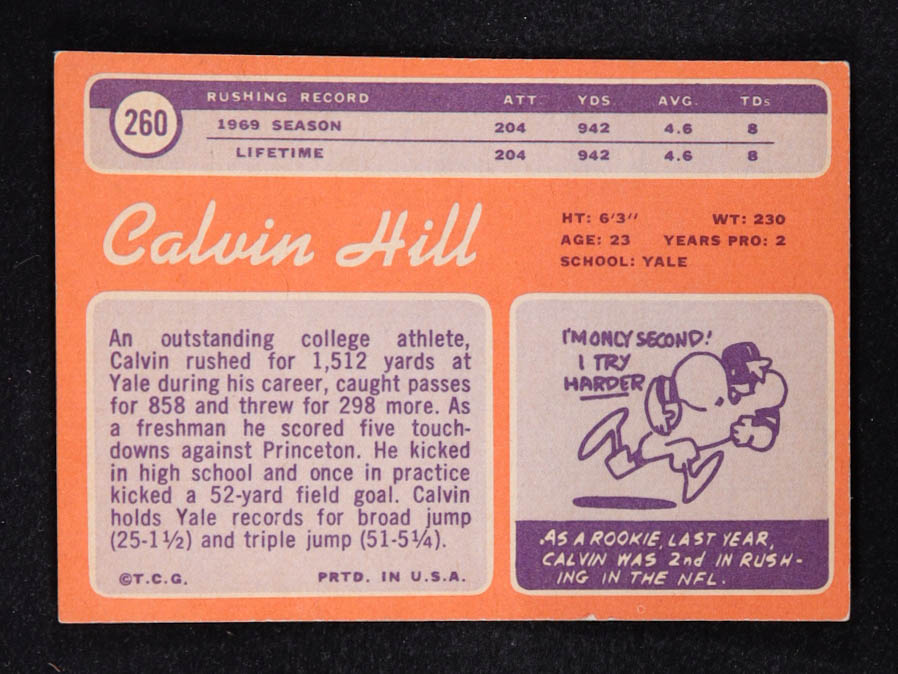 260
RUSHING RECORD ATT. YDS. AVG. TDs
1969 SEASON 204 942 4.6 8
LIFETIME 204 942 4.6 8
Calvin Hill
HT: 6'3" WT: 230
AGE: 23 YEARS PRO: 2
SCHOOL: YALE
An outstanding college athlete,
Calvin rushed for 1,512 yards at
Yale during his career, caught passes
for 858 and threw for 298 more. As
a freshman he scored five touch-
downs against Princeton. He kicked
in high school and once in practice
kicked a 52-yard field goal. Calvin
holds Yale records for broad jump
(25-1½) and triple jump (51-5¼).
©T.C.G. PRTD. IN U.S.A.
I'M ONLY SECOND!
I TRY
HARDER
AS A ROOKIE, LAST YEAR,
CALVIN WAS 2nd IN RUSH-
ING IN THE NFL.